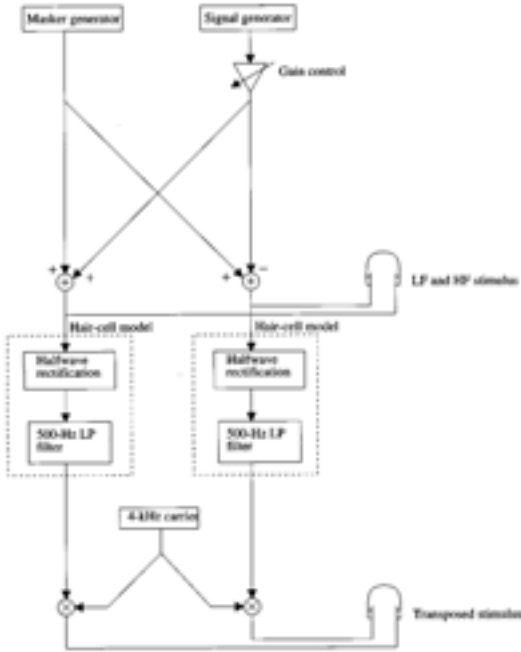 Masker generator
Signal generator
Gain control
+
+
+
−
+
+
LF and HF stimulus
Hair-cell model
Hair-cell model
Halfwave
rectification
Halfwave
rectification
500-Hz LP
filter
500-Hz LP
filter
4-kHz carrier
×
×
Transposed stimulus